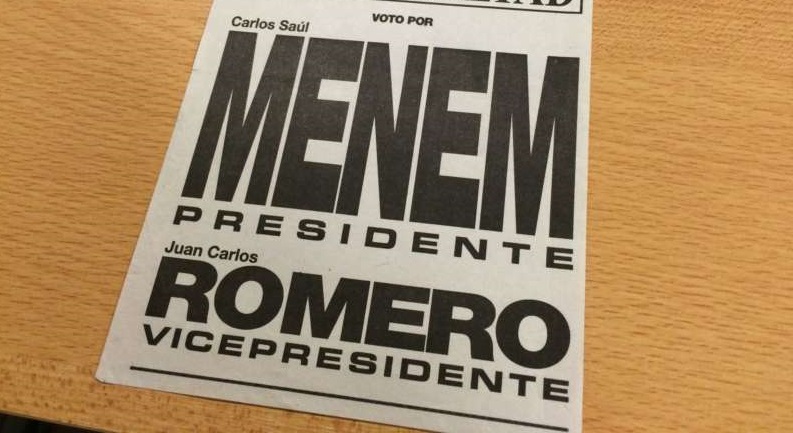 VOTO POR
Carlos Saúl
MENEM
PRESIDENTE
Juan Carlos
ROMERO
VICEPRESIDENTE